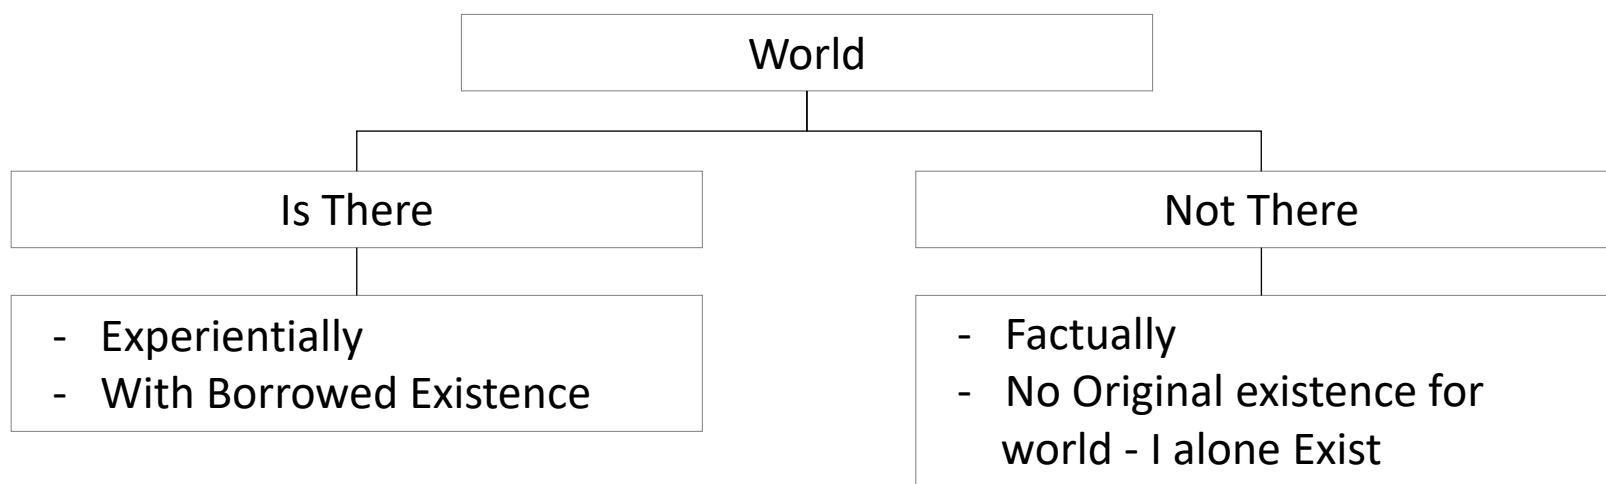 World
Is There
Not There
- Experientially
- With Borrowed Existence
- Factually
- No Original existence for
world - I alone Exist